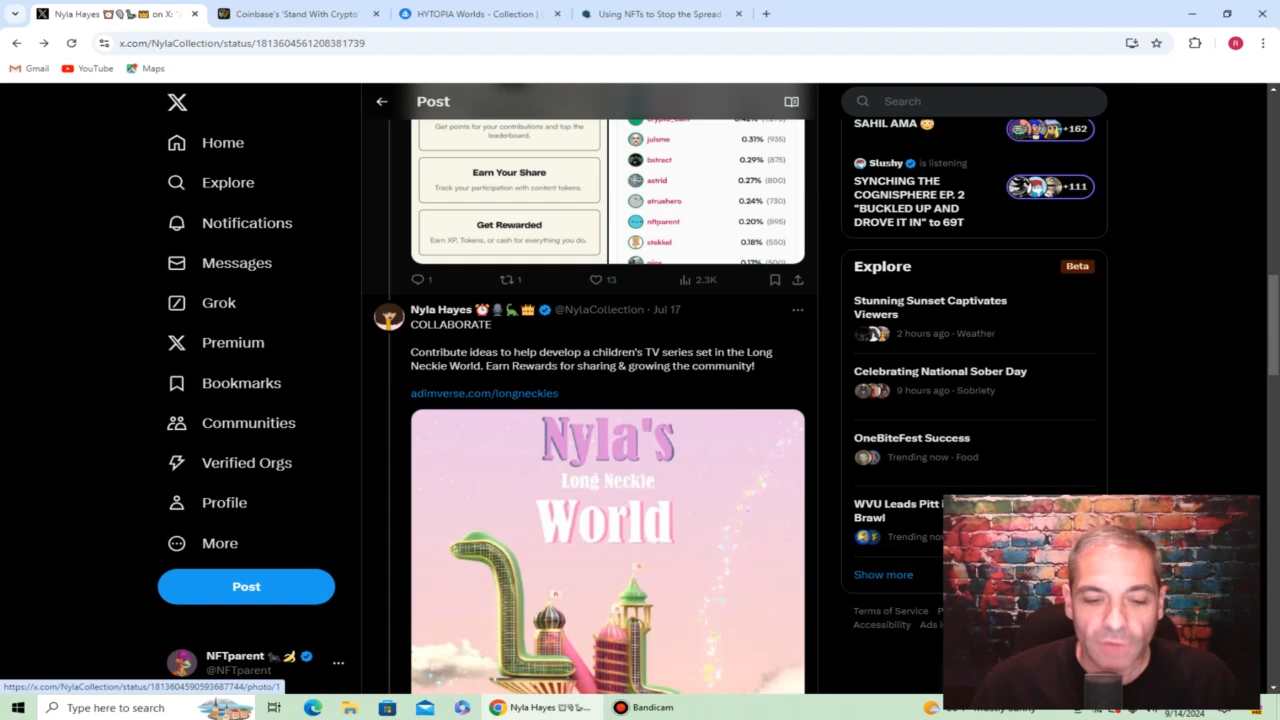 Nyla Hayes
on X: "
Coinbase's 'Stand With Crypto'
HYTOPIA Worlds - Collection |
Using NFTs to Stop the Spread
x.com/NylaCollection/status/1813604561208381739
R
Gmail
YouTube
Maps
Home
Explore
Notifications
Messages
Grok
Premium
Bookmarks
Communities
Verified Orgs
Profile
More
Post
NFTparent
@NFTparent
Post
Get points for your contributions and top the
leaderboard.
Earn Your Share
Track your participation with content tokens.
Get Rewarded
Earn XP, Tokens, or cash for everything you do.
julsme 0.31% (935)
bstract 0.29% (875)
astrid 0.27% (800)
atruehero 0.24% (730)
nftparent 0.20% (595)
stekkel 0.18% (550)
1
1
13
2.3K
Nyla Hayes @NylaCollection · Jul 17
COLLABORATE
Contribute ideas to help develop a children's TV series set in the Long
Neckie World. Earn Rewards for sharing & growing the community!
adimverse.com/longneckies
Nyla's
Long Neckie
World
Search
SAHIL AMA
+162
Slushy is listening
SYNCHING THE
COGNISPHERE EP. 2
"BUCKLED UP AND
DROVE IT IN" to 69T
+111
Explore
Beta
Stunning Sunset Captivates
Viewers
2 hours ago · Weather
Celebrating National Sober Day
9 hours ago · Sobriety
OneBiteFest Success
Trending now · Food
WVU Leads Pitt i
Brawl
Trending now
Show more
Terms of Service
Accessibility
Ads i
https://x.com/NylaCollection/status/1813604590593687744/photo/1
Type here to search
Nyla Hayes
Bandicam
9/14/2024